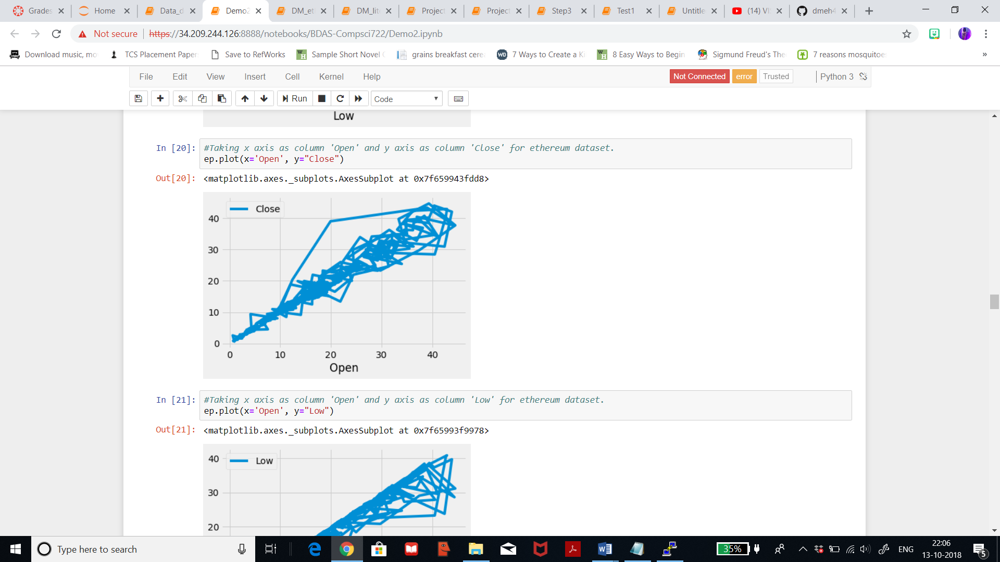 Grades
Home
Data_d
Demo2
DM_et
DM_lite
Project
Project
Step3
Test1
Untitle
(14) VI
dmeh4
Not secure
https://34.209.244.126:8888/notebooks/BDAS-Compsci722/Demo2.ipynb
Download music, mo
TCS Placement Paper
Save to RefWorks
Sample Short Novel
grains breakfast cerea
WD
7 Ways to Create a Ki
8 Easy Ways to Begin
Sigmund Freud's The
7 reasons mosquitoe
»
File Edit View Insert Cell Kernel Help
Not Connected error Trusted Python 3
Run Code
Low
In [20]: #Taking x axis as column 'Open' and y axis as column 'Close' for ethereum dataset.
ep.plot(x='Open', y="Close")
Out[20]: <matplotlib.axes._subplots.AxesSubplot at 0x7f659943fdd8>
Close
40
30
20
10
0
0 10 20 30 40
Open
In [21]: #Taking x axis as column 'Open' and y axis as column 'Low' for ethereum dataset.
ep.plot(x='Open', y="Low")
Out[21]: <matplotlib.axes._subplots.AxesSubplot at 0x7f65993f9978>
Low
40
30
20
Type here to search
35%
ENG
22:06
13-10-2018
5